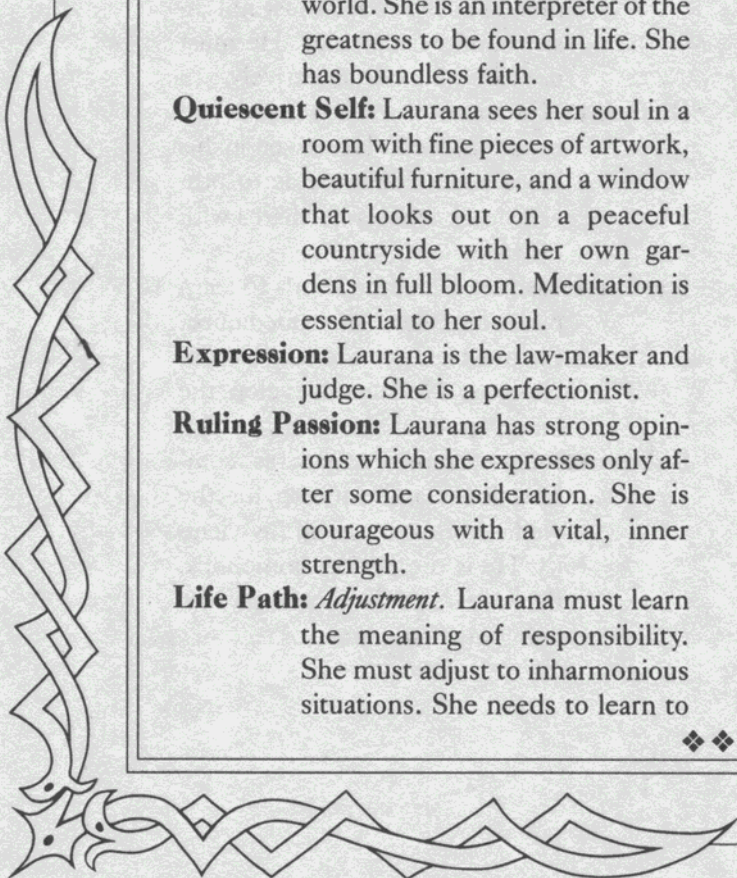 world. She is an interpreter of the
greatness to be found in life. She
has boundless faith.
Quiescent Self: Laurana sees her soul in a
room with fine pieces of artwork,
beautiful furniture, and a window
that looks out on a peaceful
countryside with her own gar-
dens in full bloom. Meditation is
essential to her soul.
Expression: Laurana is the law-maker and
judge. She is a perfectionist.
Ruling Passion: Laurana has strong opin-
ions which she expresses only af-
ter some consideration. She is
courageous with a vital, inner
strength.
Life Path: Adjustment. Laurana must learn
the meaning of responsibility.
She must adjust to inharmonious
situations. She needs to learn to